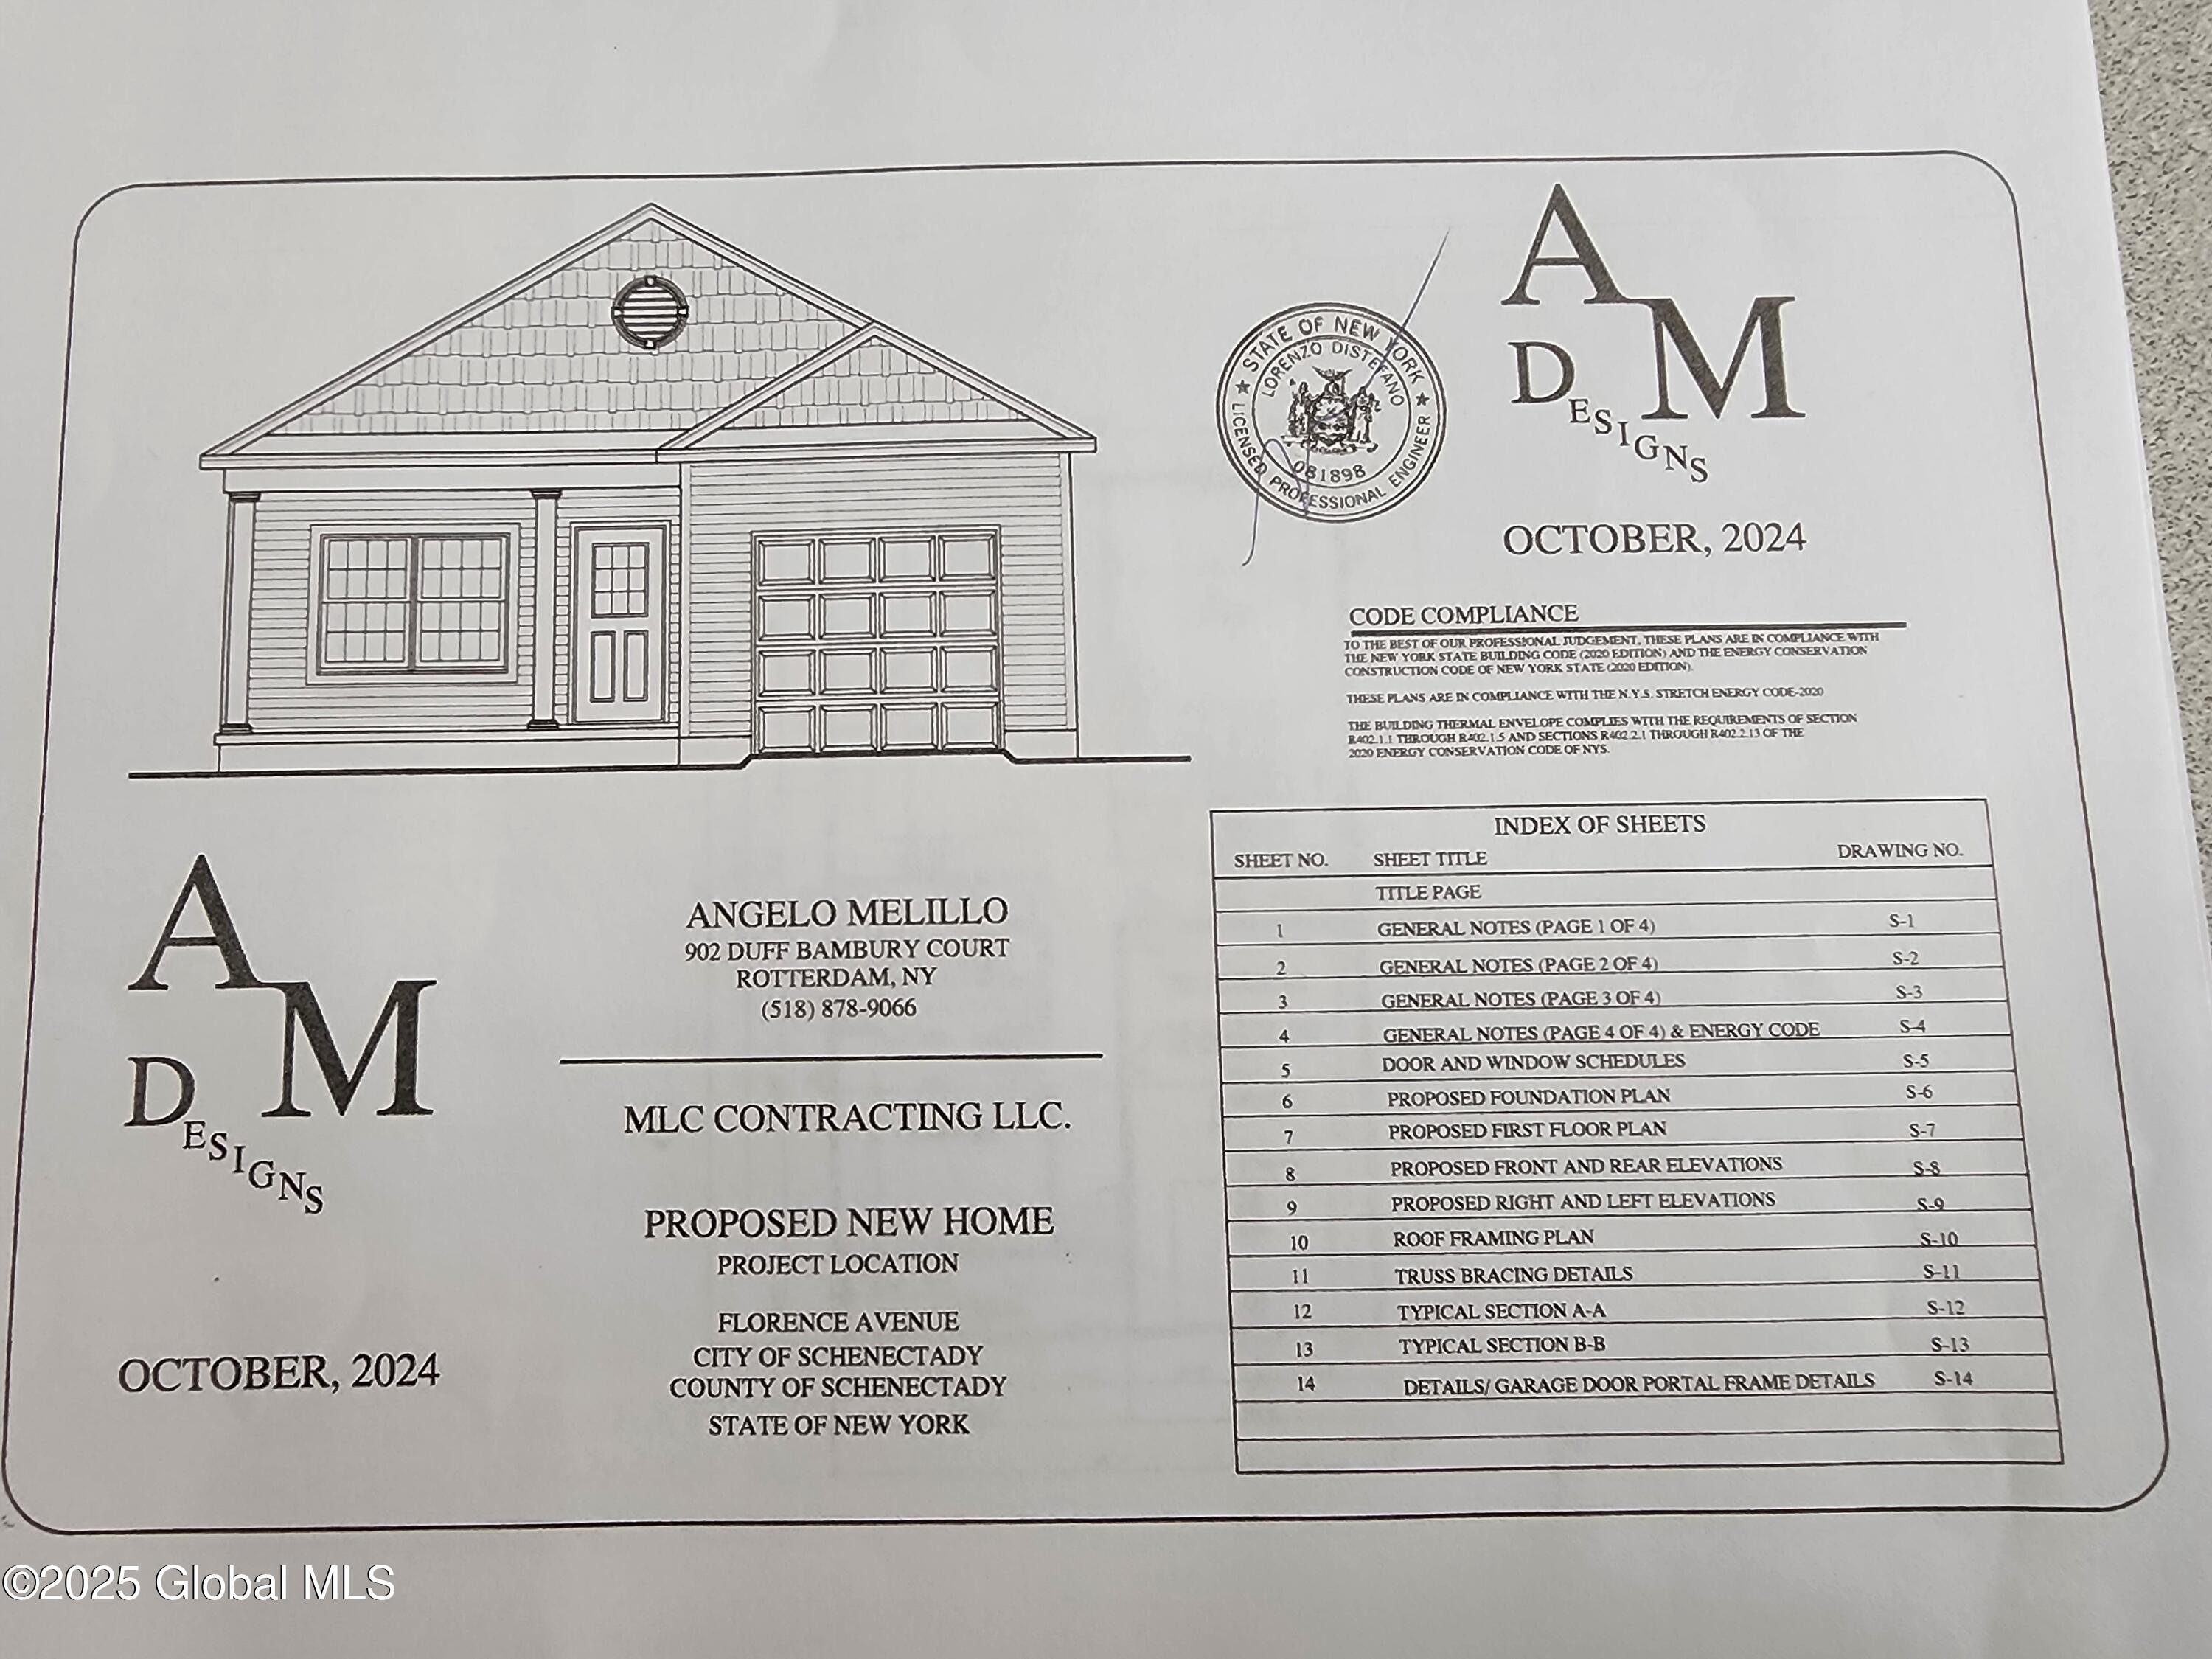 STATE OF NEW YORK
LORENZO DISTEFANO
081898
LICENSED PROFESSIONAL ENGINEER
AM
DESIGNS
OCTOBER, 2024
CODE COMPLIANCE
TO THE BEST OF OUR PROFESSIONAL JUDGEMENT, THESE PLANS ARE IN COMPLIANCE WITH
THE NEW YORK STATE BUILDING CODE (2020 EDITION) AND THE ENERGY CONSERVATION
CONSTRUCTION CODE OF NEW YORK STATE (2020 EDITION).
THESE PLANS ARE IN COMPLIANCE WITH THE N.Y.S. STRETCH ENERGY CODE-2020
THE BUILDING THERMAL ENVELOPE COMPLIES WITH THE REQUIREMENTS OF SECTION
R402.1.1 THROUGH R402.1.5 AND SECTIONS R402.2.1 THROUGH R402.2.13 OF THE
2020 ENERGY CONSERVATION CODE OF NYS.
AM
DESIGNS
OCTOBER, 2024
ANGELO MELILLO
902 DUFF BAMBURY COURT
ROTTERDAM, NY
(518) 878-9066
MLC CONTRACTING LLC.
PROPOSED NEW HOME
PROJECT LOCATION
FLORENCE AVENUE
CITY OF SCHENECTADY
COUNTY OF SCHENECTADY
STATE OF NEW YORK
INDEX OF SHEETS
SHEET NO. SHEET TITLE DRAWING NO.
TITLE PAGE
1 GENERAL NOTES (PAGE 1 OF 4) S-1
2 GENERAL NOTES (PAGE 2 OF 4) S-2
3 GENERAL NOTES (PAGE 3 OF 4) S-3
4 GENERAL NOTES (PAGE 4 OF 4) & ENERGY CODE S-4
5 DOOR AND WINDOW SCHEDULES S-5
6 PROPOSED FOUNDATION PLAN S-6
7 PROPOSED FIRST FLOOR PLAN S-7
8 PROPOSED FRONT AND REAR ELEVATIONS S-8
9 PROPOSED RIGHT AND LEFT ELEVATIONS S-9
10 ROOF FRAMING PLAN S-10
11 TRUSS BRACING DETAILS S-11
12 TYPICAL SECTION A-A S-12
13 TYPICAL SECTION B-B S-13
14 DETAILS/ GARAGE DOOR PORTAL FRAME DETAILS S-14
©2025 Global MLS